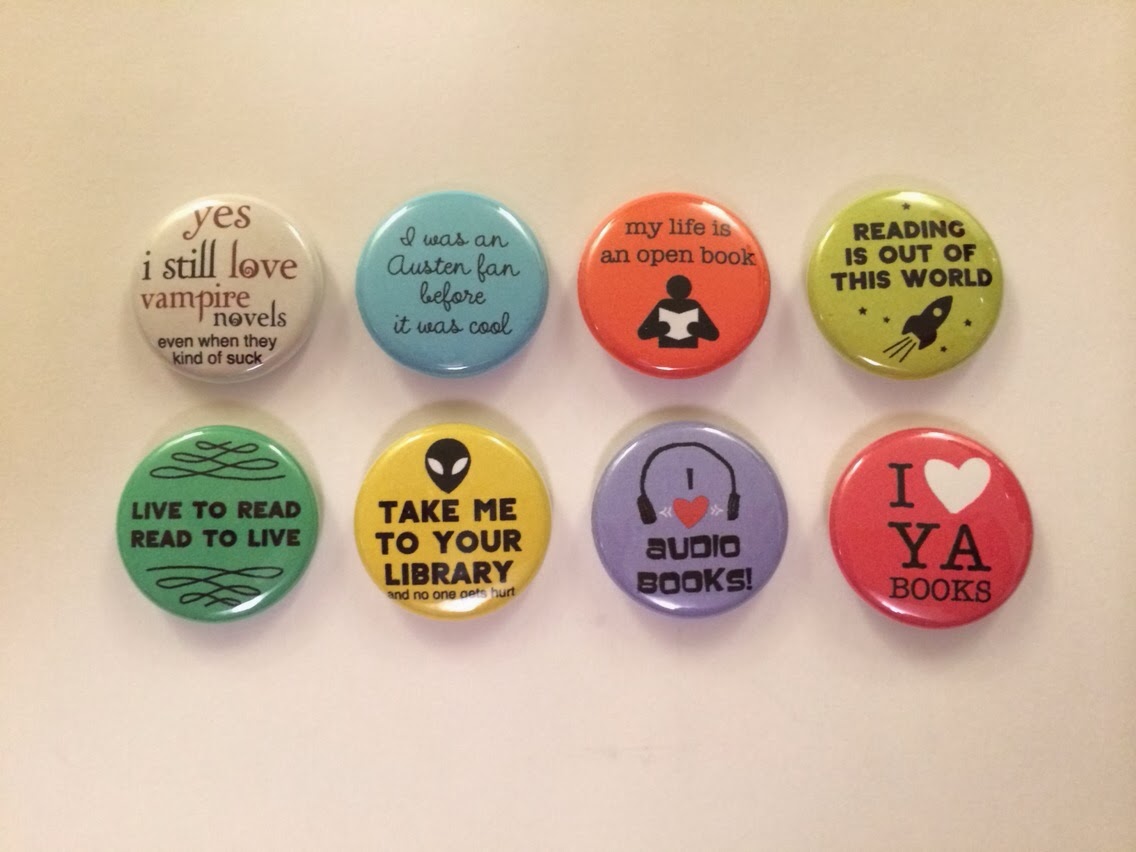 yes
i still love
vampire
novels
even when they
kind of suck
I was an
Austen fan
before
it was cool
my life is
an open book
READING
IS OUT OF
THIS WORLD
LIVE TO READ
READ TO LIVE
TAKE ME
TO YOUR
LIBRARY
and no one gets hurt
I
AUDIO
BOOKS!
I
YA
BOOKS